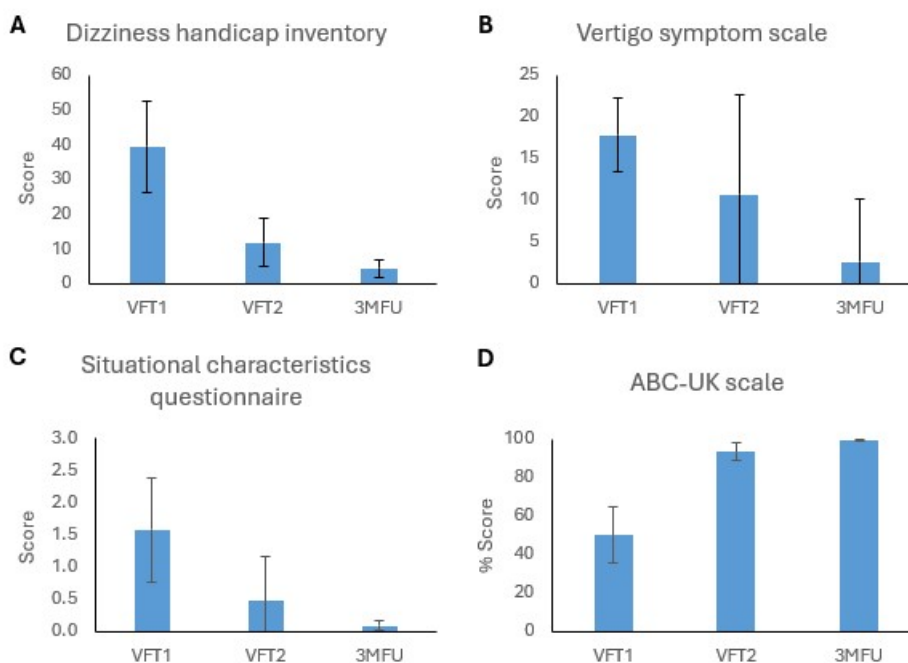 A
Dizziness handicap inventory
60
50
40
30
20
10
0
Score
VFT1 VFT2 3MFU
B
Vertigo symptom scale
25
20
15
10
5
0
Score
VFT1 VFT2 3MFU
C
Situational characteristics
questionnaire
3.0
2.5
2.0
1.5
1.0
0.5
0.0
Score
VFT1 VFT2 3MFU
D
ABC-UK scale
100
80
60
40
20
0
% Score
VFT1 VFT2 3MFU